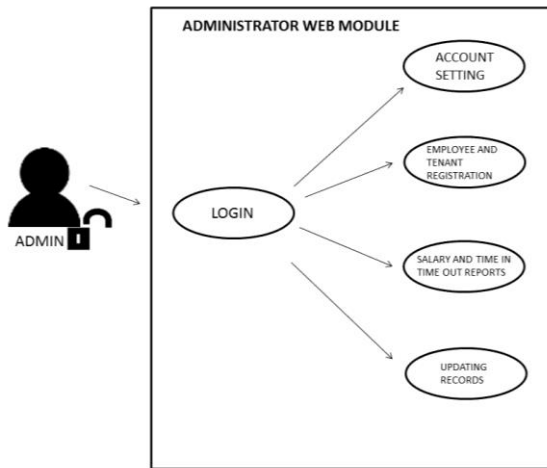 ADMINISTRATOR WEB MODULE
ACCOUNT
SETTING
EMPLOYEE AND
TENANT
REGISTRATION
LOGIN
ADMIN
SALARY AND TIME IN
TIME OUT REPORTS
UPDATING
RECORDS